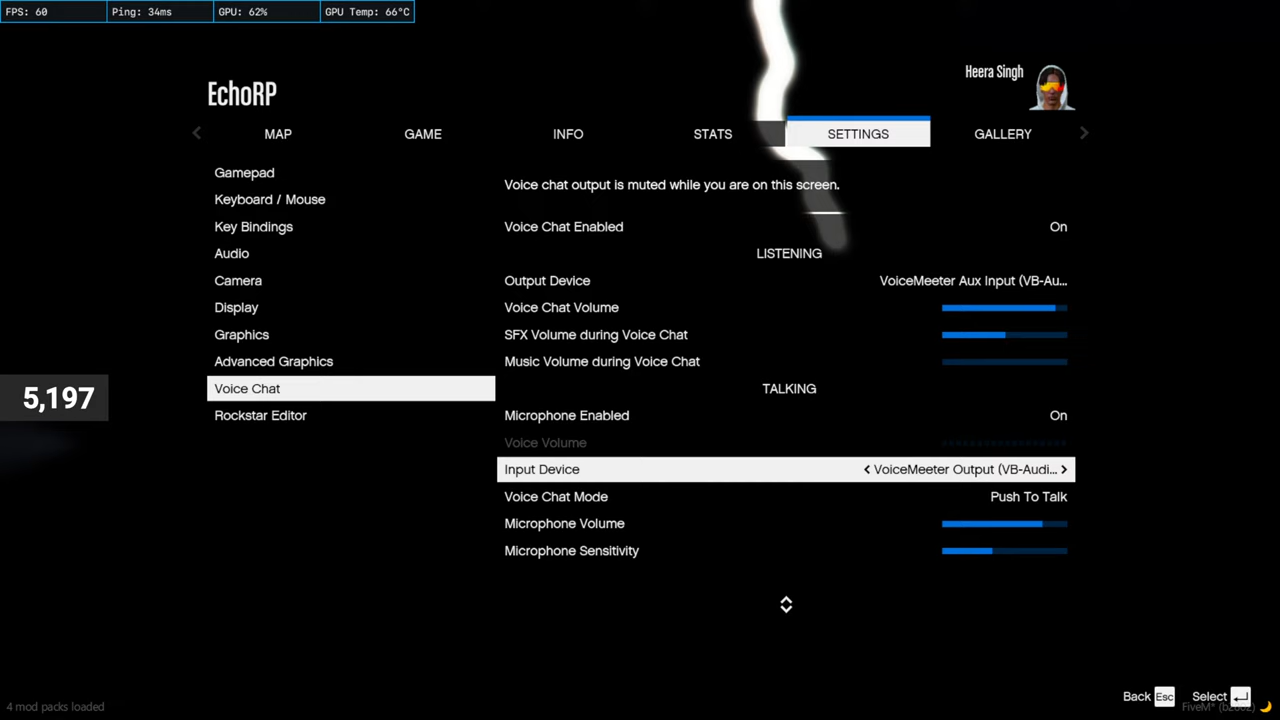 FPS: 60 Ping: 34ms GPU: 62% GPU Temp: 66°C
EchoRP
Heera Singh
MAP GAME INFO STATS SETTINGS GALLERY
Gamepad
Keyboard / Mouse
Key Bindings
Audio
Camera
Display
Graphics
Advanced Graphics
Voice Chat
Rockstar Editor
Voice chat output is muted while you are on this screen.
Voice Chat Enabled On
LISTENING
Output Device VoiceMeeter Aux Input (VB-Au...
Voice Chat Volume
SFX Volume during Voice Chat
Music Volume during Voice Chat
TALKING
Microphone Enabled On
Voice Volume
Input Device VoiceMeeter Output (VB-Audi...
Voice Chat Mode Push To Talk
Microphone Volume
Microphone Sensitivity
5,197
Back Esc Select
4 mod packs loaded
FiveM*